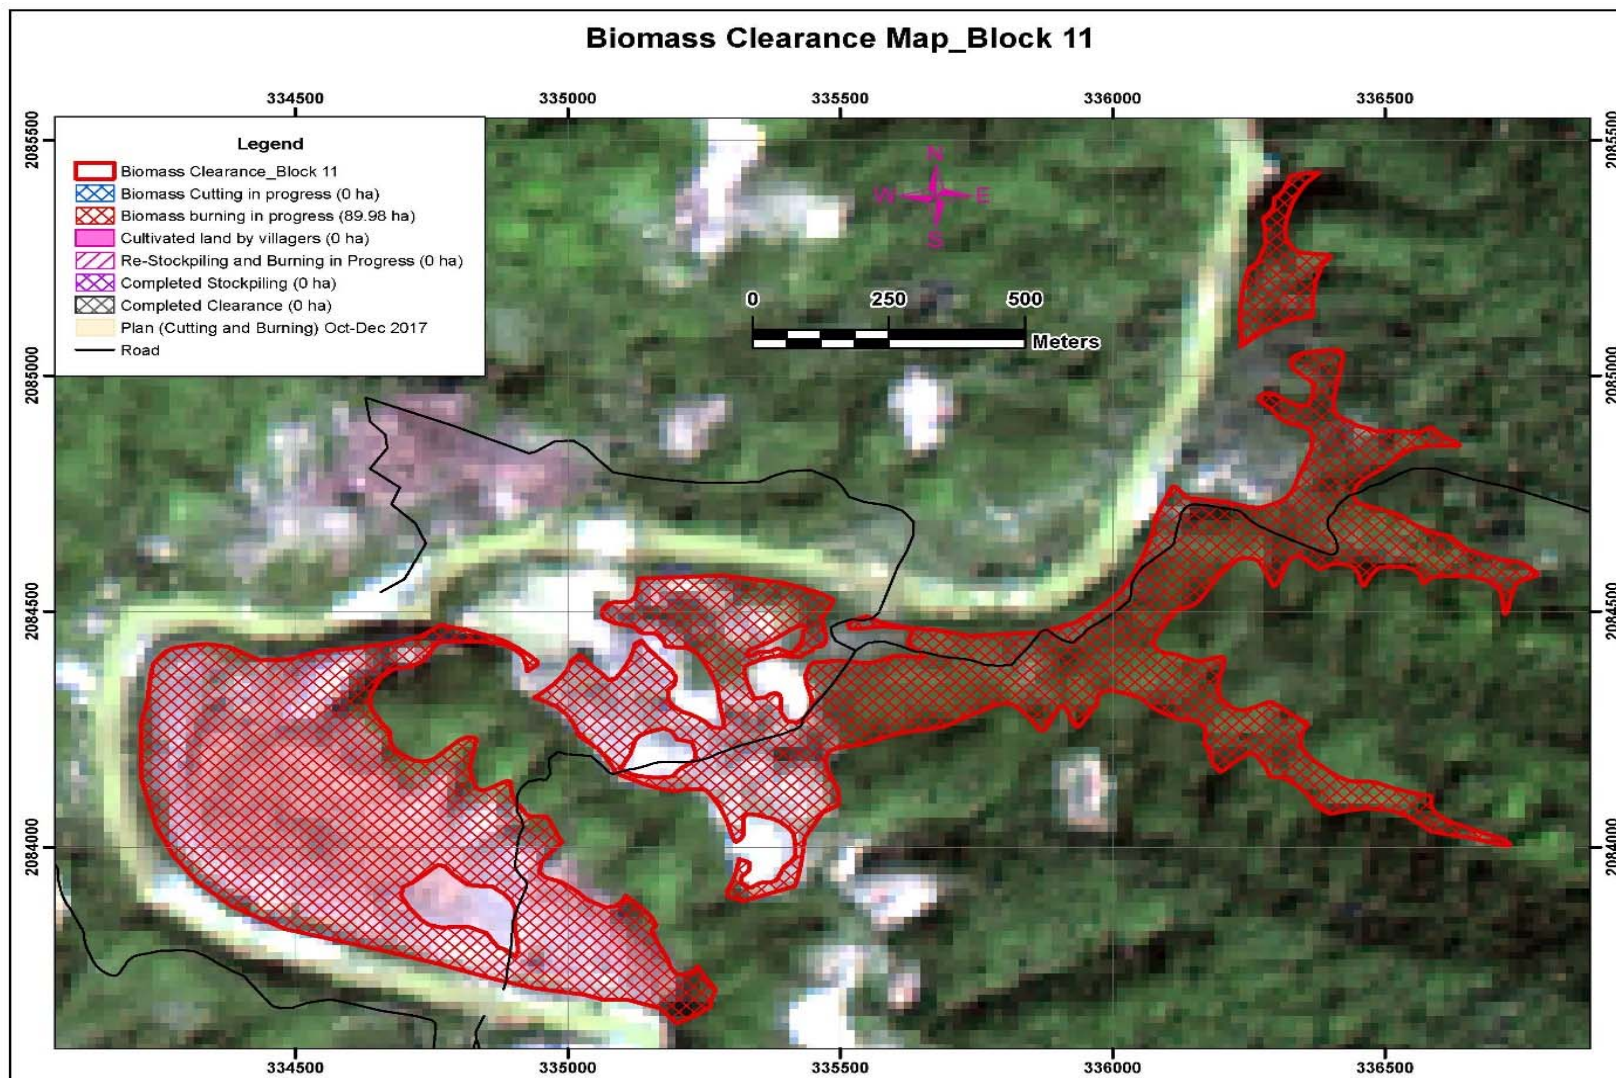 Biomass Clearance Map_Block 11
334500 335000 335500 336000 336500
Legend
Biomass Clearance_Block 11
Biomass Cutting in progress (0 ha)
Biomass burning in progress (89.98 ha)
Cultivated land by villagers (0 ha)
Re-Stockpiling and Burning in Progress (0 ha)
Completed Stockpiling (0 ha)
Completed Clearance (0 ha)
Plan (Cutting and Burning) Oct-Dec 2017
Road
N
W E
S
0 250 500
Meters
2085500 2085500
2085000 2085000
2084500 2084500
2084000 2084000
334500 335000 335500 336000 336500